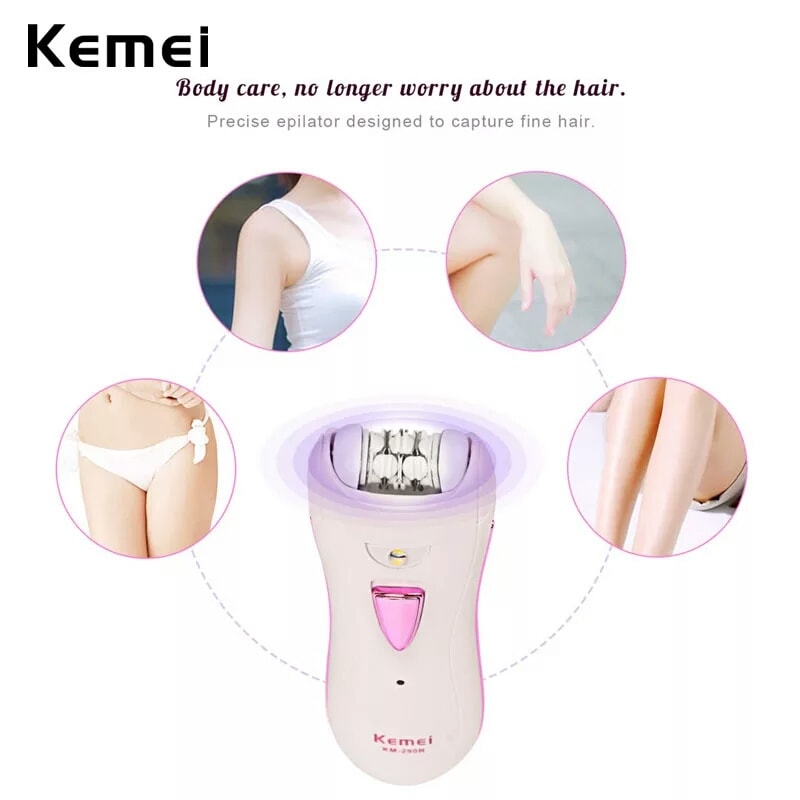 Kemei
Body care, no longer worry about the hair.
Precise epilator designed to capture fine hair.
Kemei
KM-290R